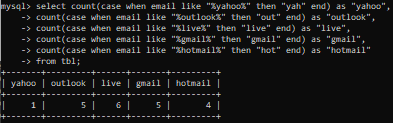 mysql> select count(case when email like "%yahoo%" then "yah" end) as "yahoo",
    -> count(case when email like "%outlook%" then "out" end) as "outlook",
    -> count(case when email like "%live%" then "live" end) as "live",
    -> count(case when email like "%gmail%" then "gmail" end) as "gmail",
    -> count(case when email like "%hotmail%" then "hot" end) as "hotmail"
    -> from tbl;
+-------+---------+------+-------+---------+
| yahoo | outlook | live | gmail | hotmail |
+-------+---------+------+-------+---------+
|     1 |       5 |    6 |     5 |       4 |
+-------+---------+------+-------+---------+